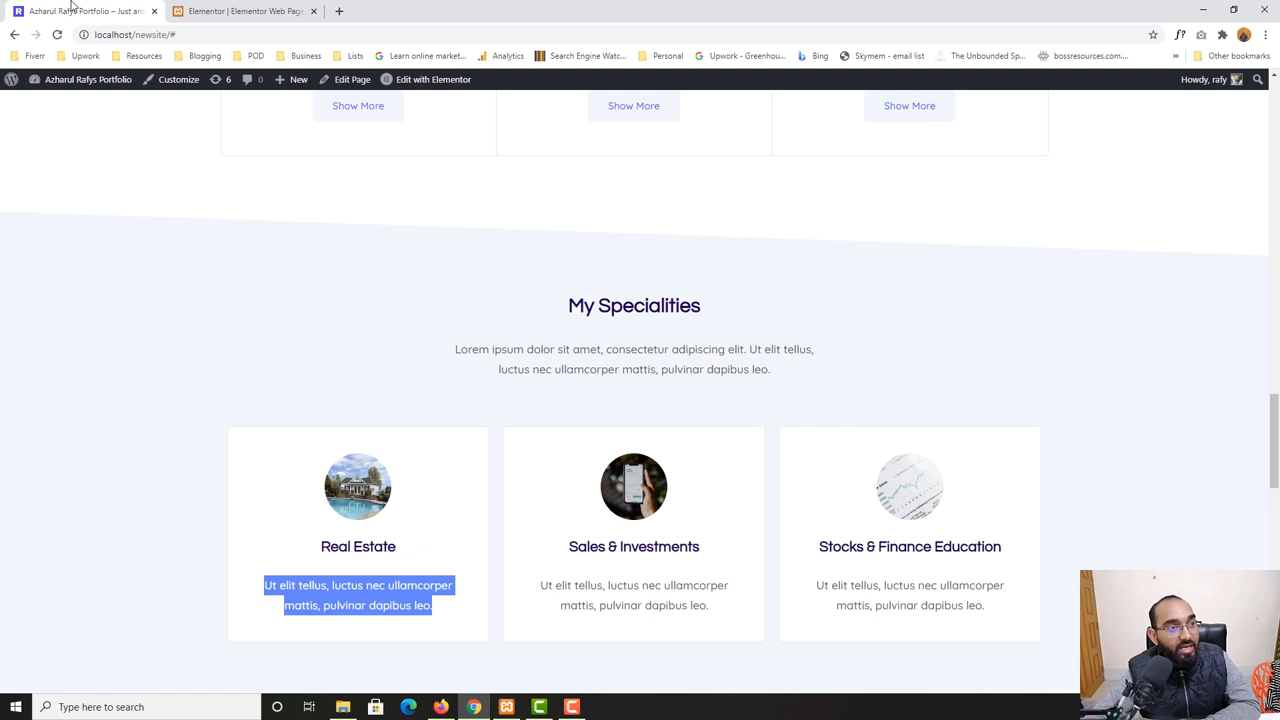 Azharul Rafys Portfolio – Just and
Elementor | Elementor Web Page
localhost/newsite/#
Fiverr
Upwork
Resources
Blogging
POD
Business
Lists
Learn online market...
Analytics
Search Engine Watc...
Personal
Upwork - Greenhou...
Bing
Skymem - email list
The Unbounded Sp...
bossresources.com...
»
Other bookmarks
Azharul Rafys Portfolio
Customize
6
0
New
Edit Page
Edit with Elementor
Howdy, rafy
Show More
Show More
Show More
My Specialities
Lorem ipsum dolor sit amet, consectetur adipiscing elit. Ut elit tellus,
luctus nec ullamcorper mattis, pulvinar dapibus leo.
Real Estate
Ut elit tellus, luctus nec ullamcorper
mattis, pulvinar dapibus leo.
Sales & Investments
Ut elit tellus, luctus nec ullamcorper
mattis, pulvinar dapibus leo.
Stocks & Finance Education
Ut elit tellus, luctus nec ullamcorper
mattis, pulvinar dapibus leo.
Type here to search